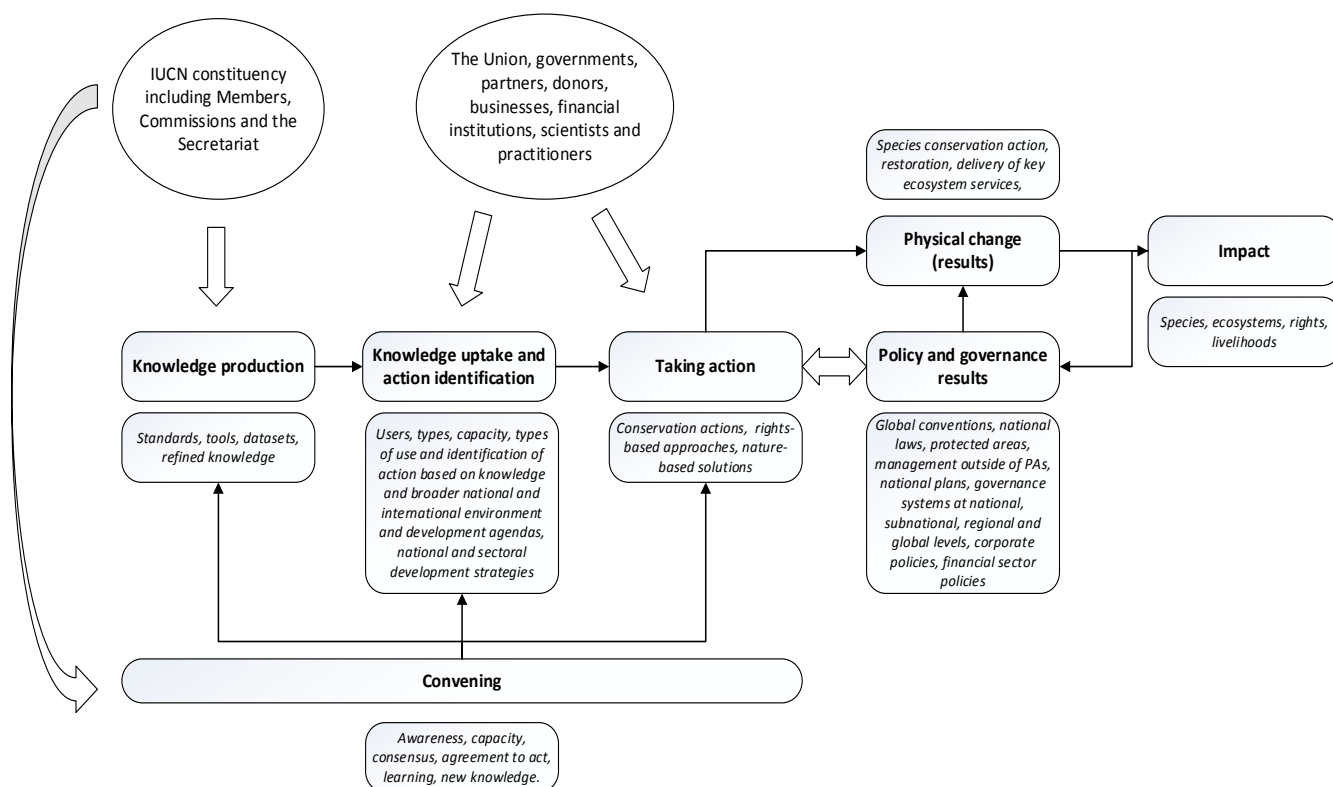 IUCN constituency
including Members,
Commissions and the
Secretariat
The Union, governments,
partners, donors,
businesses, financial
institutions, scientists and
practitioners
Species conservation action,
restoration, delivery of key
ecosystem services,
Physical change
(results)
Impact
Species, ecosystems, rights,
livelihoods
Knowledge production
Knowledge uptake and
action identification
Taking action
Policy and governance
results
Standards, tools, datasets,
refined knowledge
Users, types, capacity, types
of use and identification of
action based on knowledge
and broader national and
international environment
and development agendas,
national and sectoral
development strategies
Conservation actions, rights-
based approaches, nature-
based solutions
Global conventions, national
laws, protected areas,
management outside of PAs,
national plans, governance
systems at national,
subnational, regional and
global levels, corporate
policies, financial sector
policies
Convening
Awareness, capacity,
consensus, agreement to act,
learning, new knowledge.